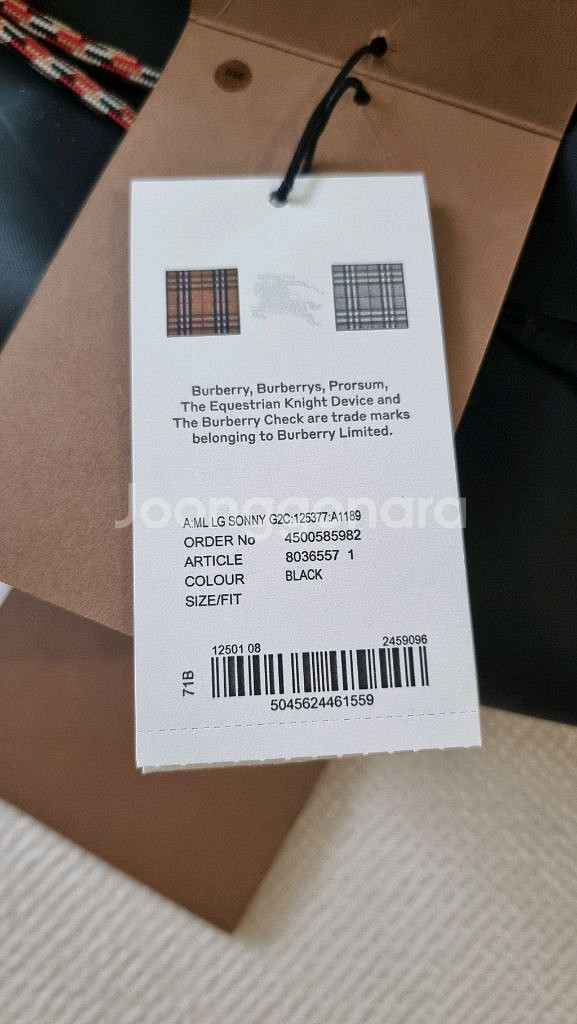 Burberry, Burberrys, Prorsum,
The Equestrian Knight Device and
The Burberry Check are trade marks
belonging to Burberry Limited.
Joonggonara
A:ML LG SONNY G2C:125377:A1189
ORDER No 4500585982
ARTICLE 8036557 1
COLOUR BLACK
SIZE/FIT
12501 08 2459096
71B
5045624461559